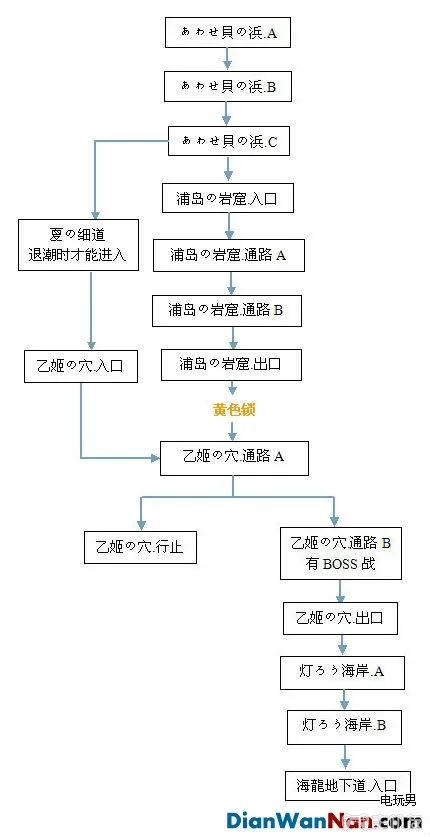 あわせ貝の浜.A
あわせ貝の浜.B
あわせ貝の浜.C
浦岛の岩窟.入口
夏の细道
退潮时才能进入
浦岛の岩窟.通路 A
浦岛の岩窟.通路 B
乙姬の穴.入口
浦岛の岩窟.出口
黄色锁
乙姬の穴.通路 A
乙姬の穴.行止
乙姬の穴.通路 B
有 BOSS 战
乙姬の穴.出口
灯ろう海岸.A
灯ろう海岸.B
海龍地下道.入口
电玩男
DianWanNan.com